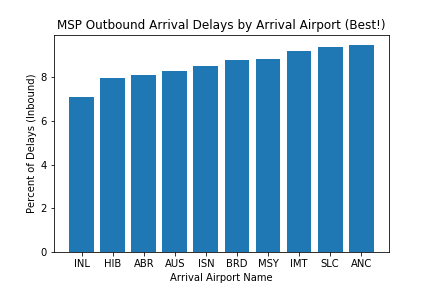 MSP Outbound Arrival Delays by Arrival Airport (Best!)
Percent of Delays (Inbound)
8
6
4
2
0
INL HIB ABR AUS ISN BRD MSY IMT SLC ANC
Arrival Airport Name